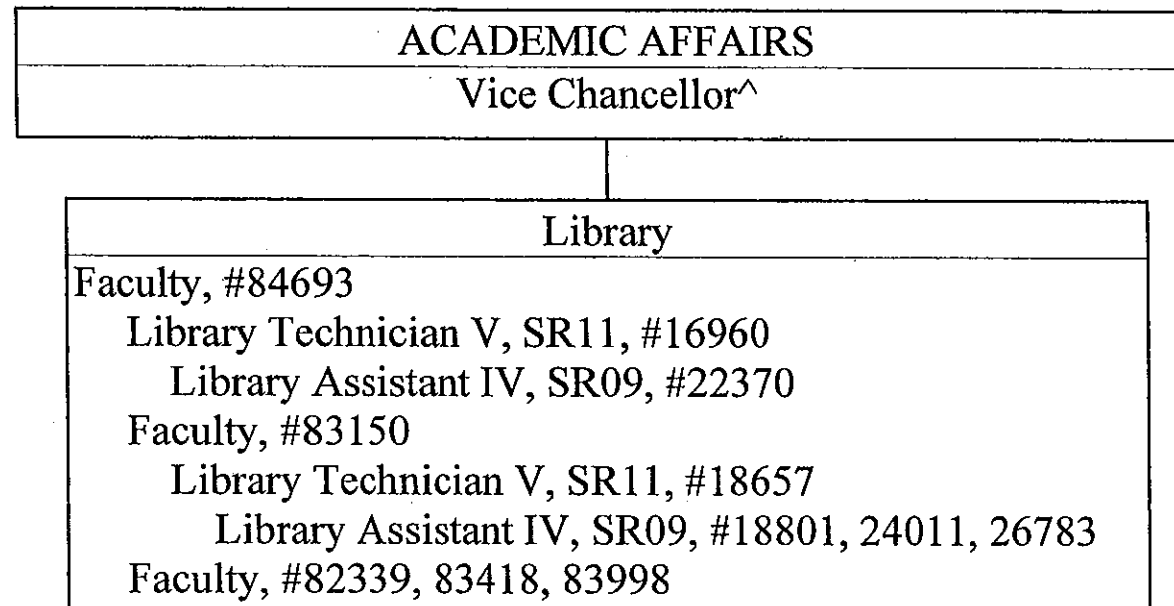 ACADEMIC AFFAIRS
Vice Chancellor^
Library
Faculty, #84693
Library Technician V, SR11, #16960
Library Assistant IV, SR09, #22370
Faculty, #83150
Library Technician V, SR11, #18657
Library Assistant IV, SR09, #18801, 24011, 26783
Faculty, #82339, 83418, 83998